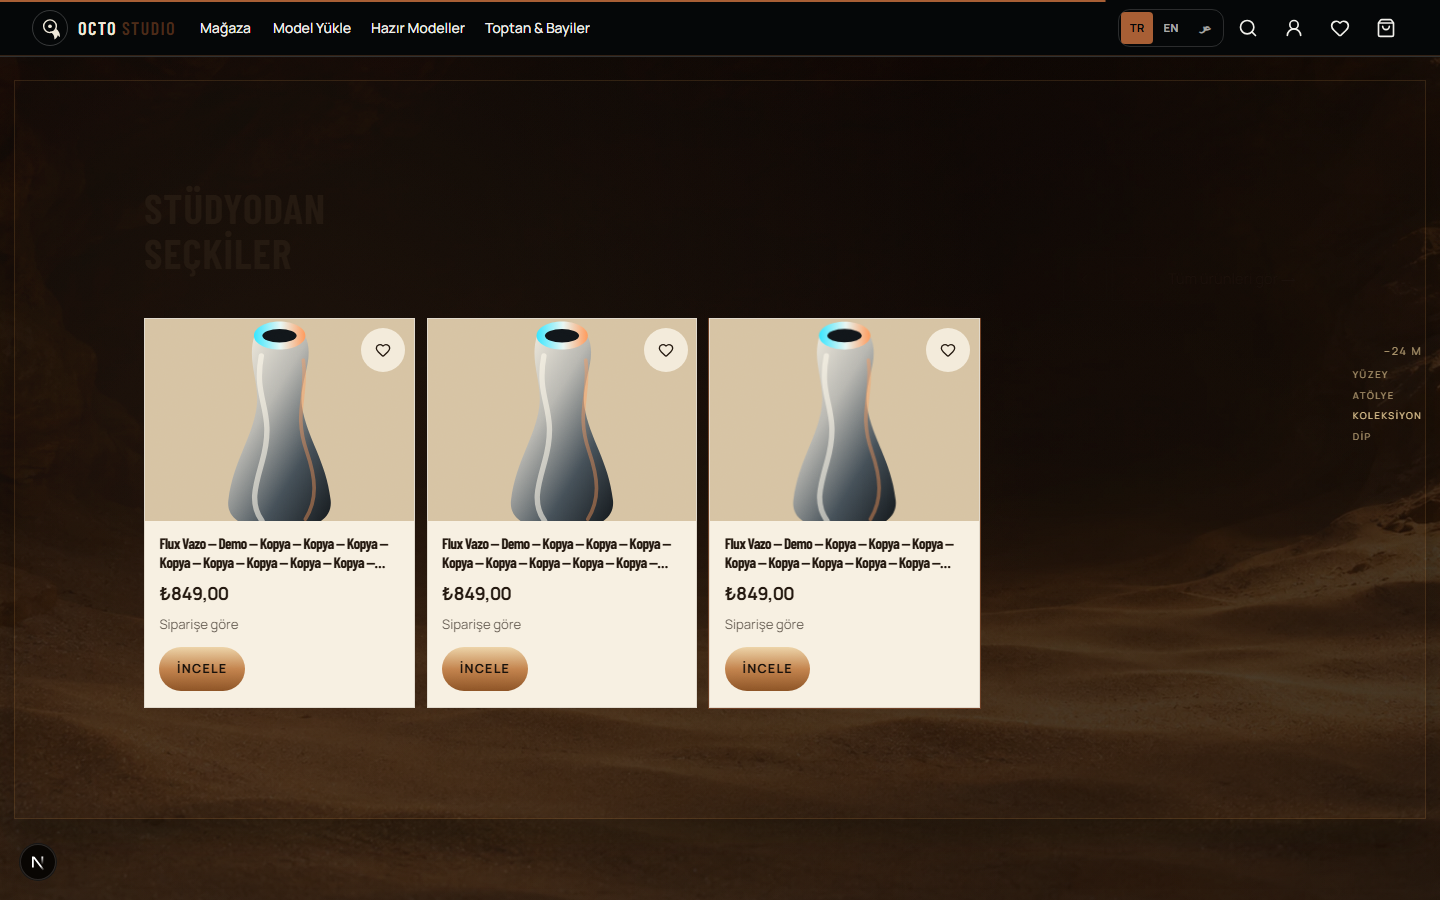 OCTO STUDIO
Mağaza
Model Yükle
Hazır Modeller
Toptan & Bayiler
TR
EN
STÜDYODAN
SEÇKİLER
−24 M
YÜZEY
ATÖLYE
KOLEKSİYON
DİP
Flux Vazo – Demo – Kopya – Kopya – Kopya –
Kopya – Kopya – Kopya – Kopya – Kopya –...
₺849,00
Siparişe göre
İNCELE
Flux Vazo – Demo – Kopya – Kopya – Kopya –
Kopya – Kopya – Kopya – Kopya – Kopya –...
₺849,00
Siparişe göre
İNCELE
Flux Vazo – Demo – Kopya – Kopya – Kopya –
Kopya – Kopya – Kopya – Kopya – Kopya –...
₺849,00
Siparişe göre
İNCELE
N